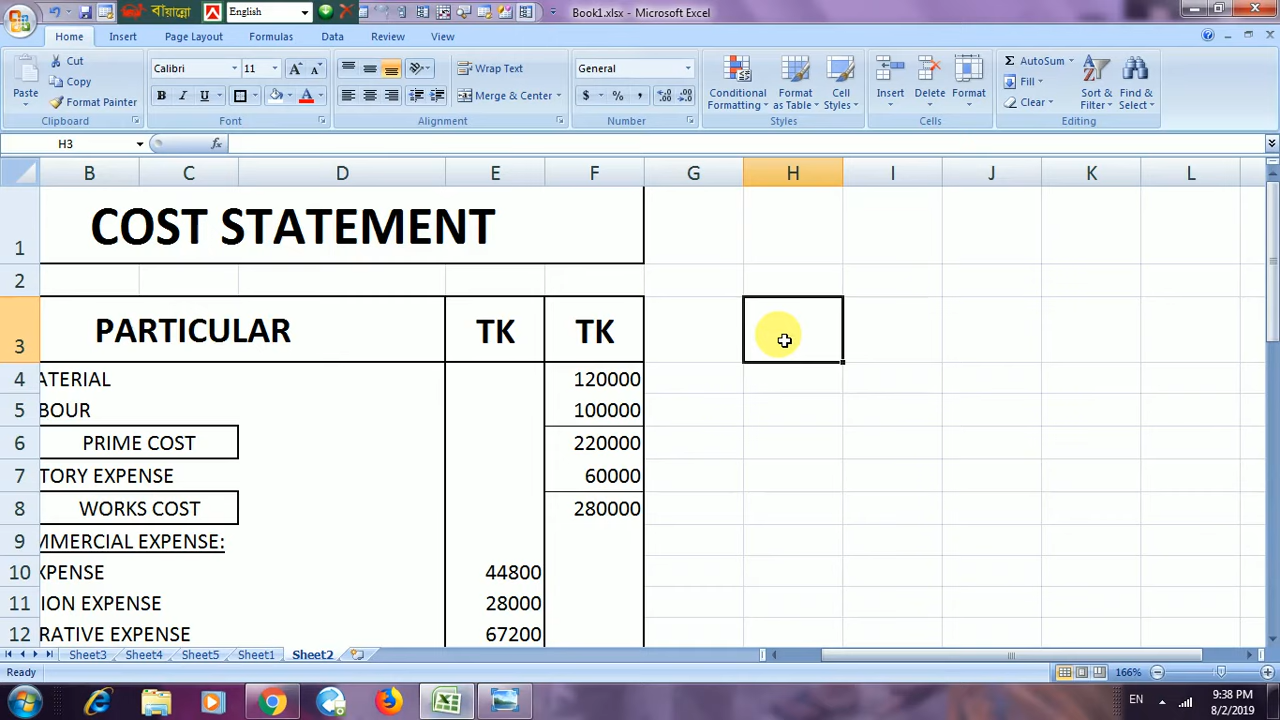 বায়ান্নো
English
Book1.xlsx - Microsoft Excel
Home Insert Page Layout Formulas Data Review View
Paste
Cut
Copy
Format Painter
Clipboard
Calibri 11
B I U A
Font
Wrap Text
Merge & Center
Alignment
General
$ % ,
Number
Conditional Formatting
Format as Table
Cell Styles
Styles
Insert Delete Format
Cells
Σ AutoSum
Fill
Clear
Sort & Filter
Find & Select
Editing
H3 fx
B C D E F G H I J K L
1 COST STATEMENT
2
3 PARTICULAR TK TK
4 ATERIAL 120000
5 BOUR 100000
6 PRIME COST 220000
7 TORY EXPENSE 60000
8 WORKS COST 280000
9 MMERCIAL EXPENSE:
10 XPENSE 44800
11 ION EXPENSE 28000
12 RATIVE EXPENSE 67200
Sheet3 Sheet4 Sheet5 Sheet1 Sheet2
Ready 166%
EN 9:38 PM
8/2/2019